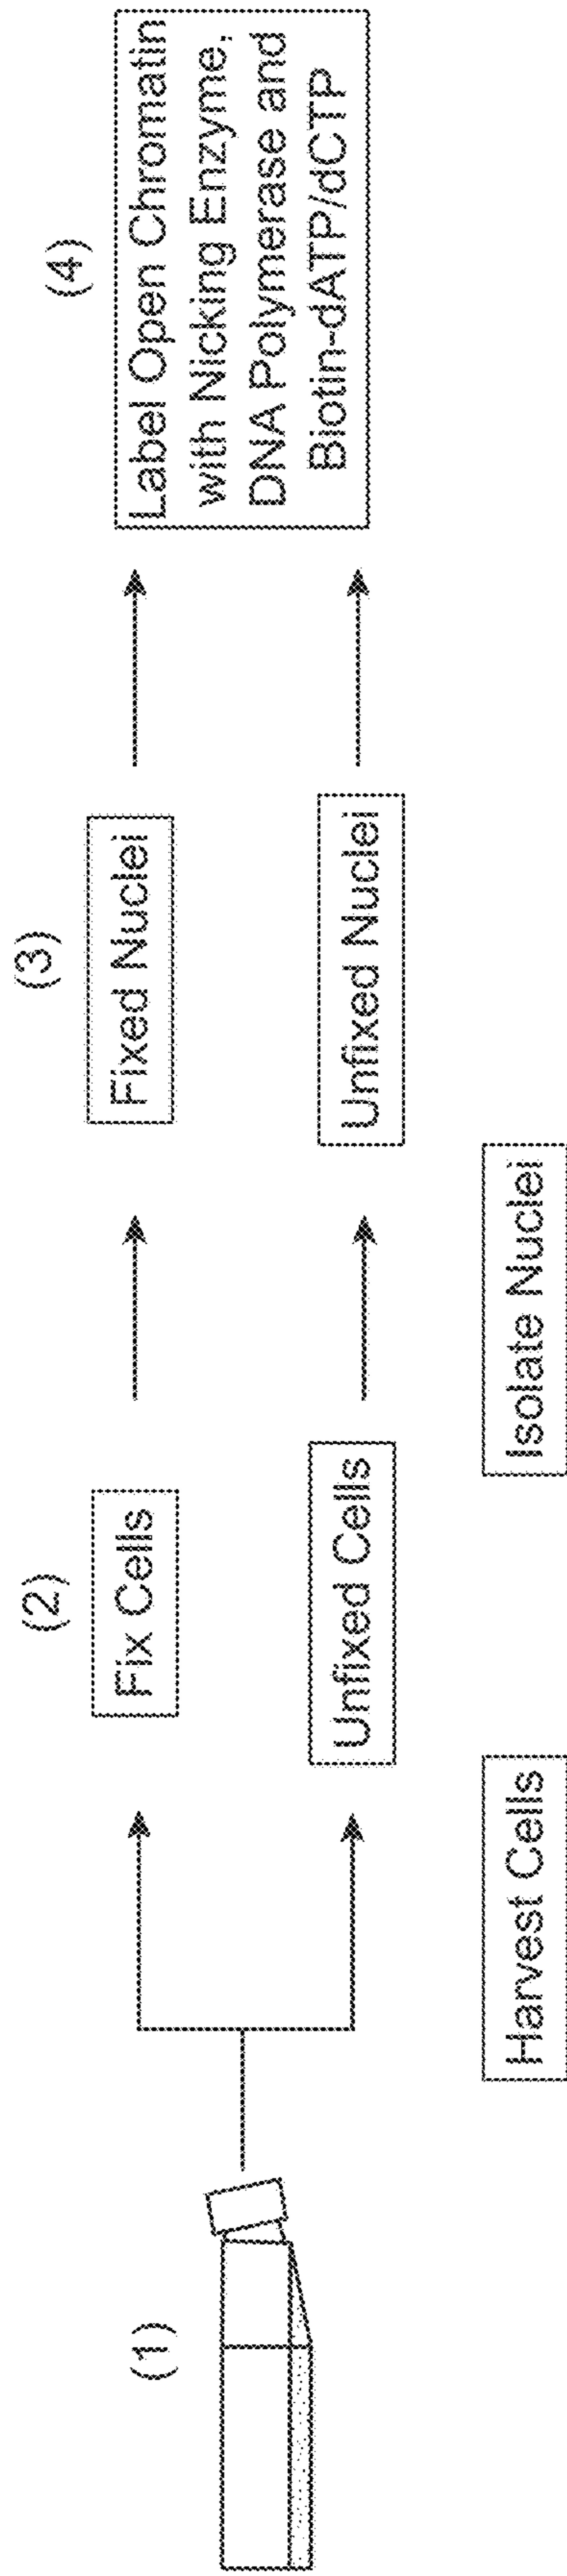 (1)
(2)
(3)
(4)
Fix Cells
Fixed Nuclei
Label Open Chromatin
with Nicking Enzyme,
DNA Polymerase and
Biotin-dATP/dCTP
Unfixed Cells
Unfixed Nuclei
Harvest Cells
Isolate Nuclei